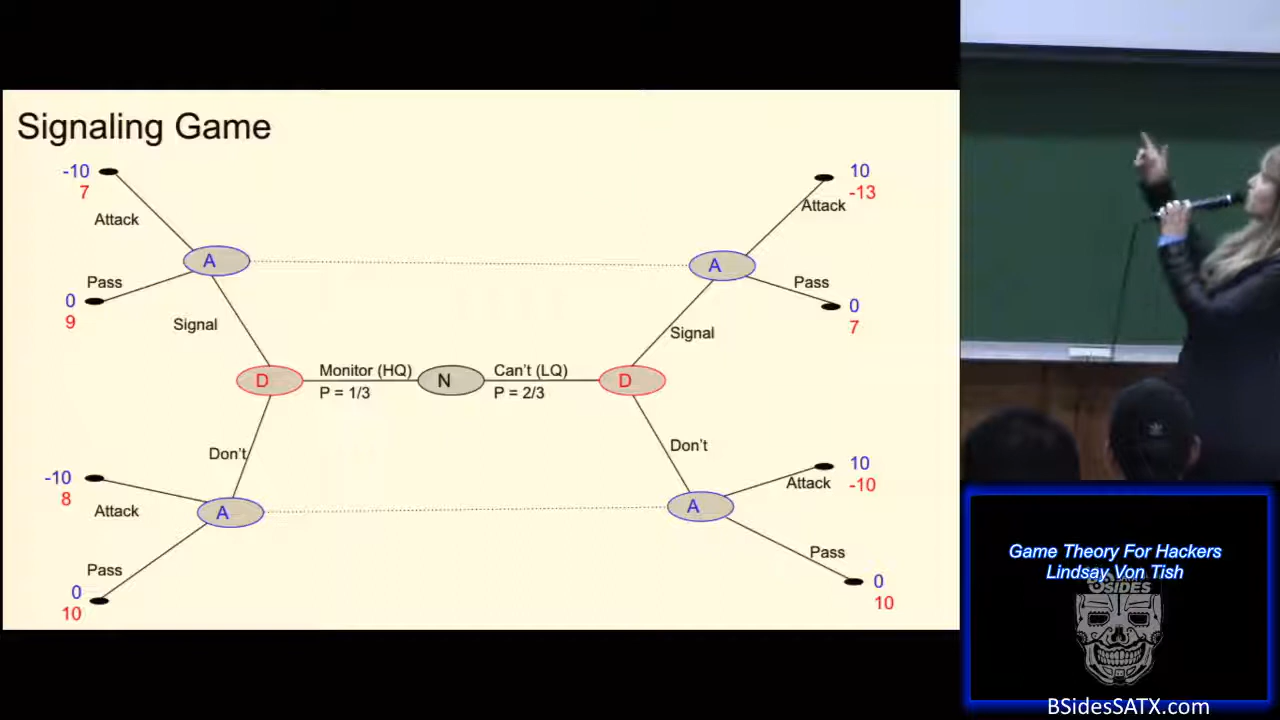 Signaling Game
-10
7
Attack
Pass
0
9
A
Signal
10
-13
Attack
A
Pass
0
7
Signal
D
Monitor (HQ)
P = 1/3
N
Can't (LQ)
P = 2/3
D
Don't
-10
8
Attack
A
Pass
0
10
Don't
10
-10
Attack
A
Pass
0
10
Game Theory For Hackers
Lindsay Von Tish
BSIDES
BSidesSATX.com